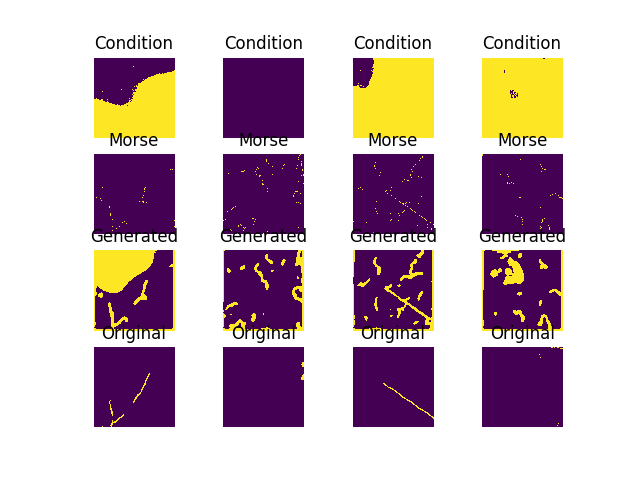 Condition Condition Condition Condition
Morse Morse Morse Morse
Generated Generated Generated Generated
Original Original Original Original